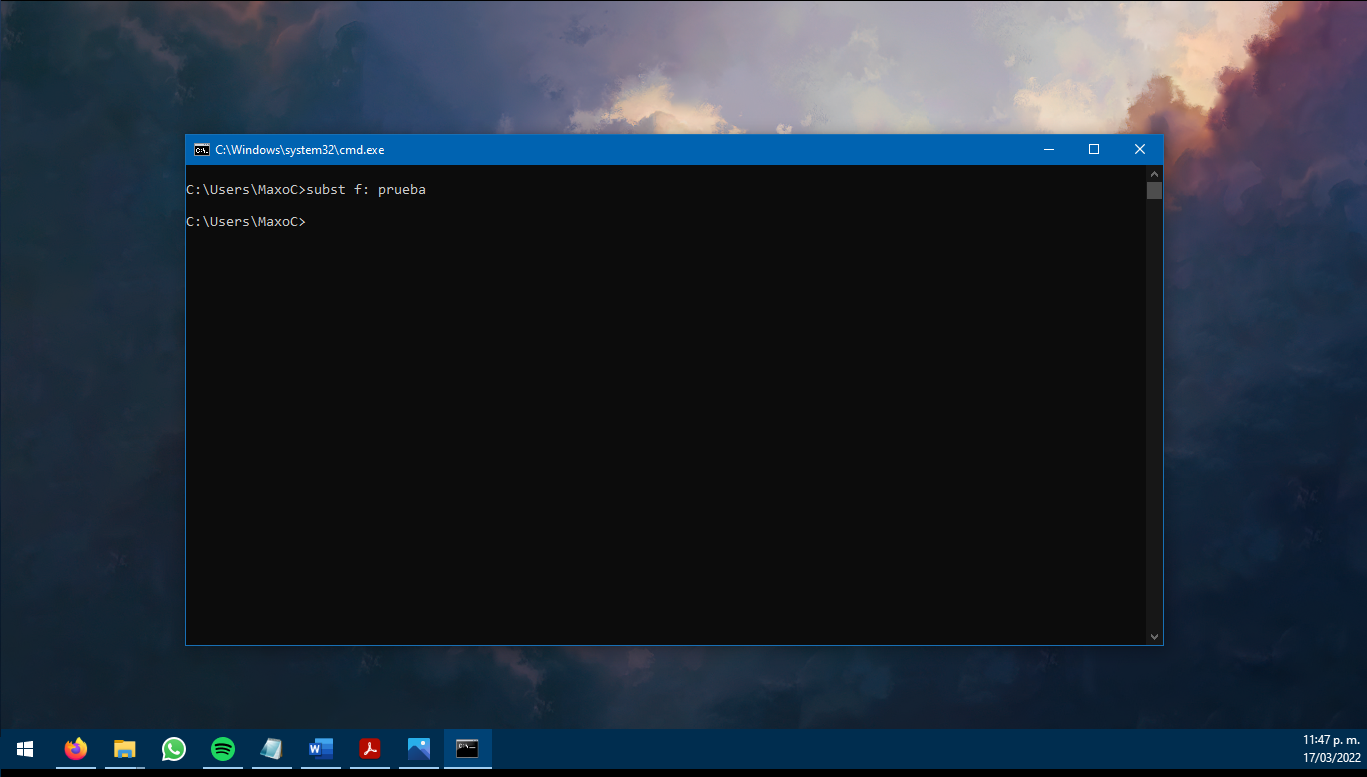 C:\Windows\system32\cmd.exe
C:\Users\MaxoC>subst f: prueba
C:\Users\MaxoC>
11:47 p. m.
17/03/2022